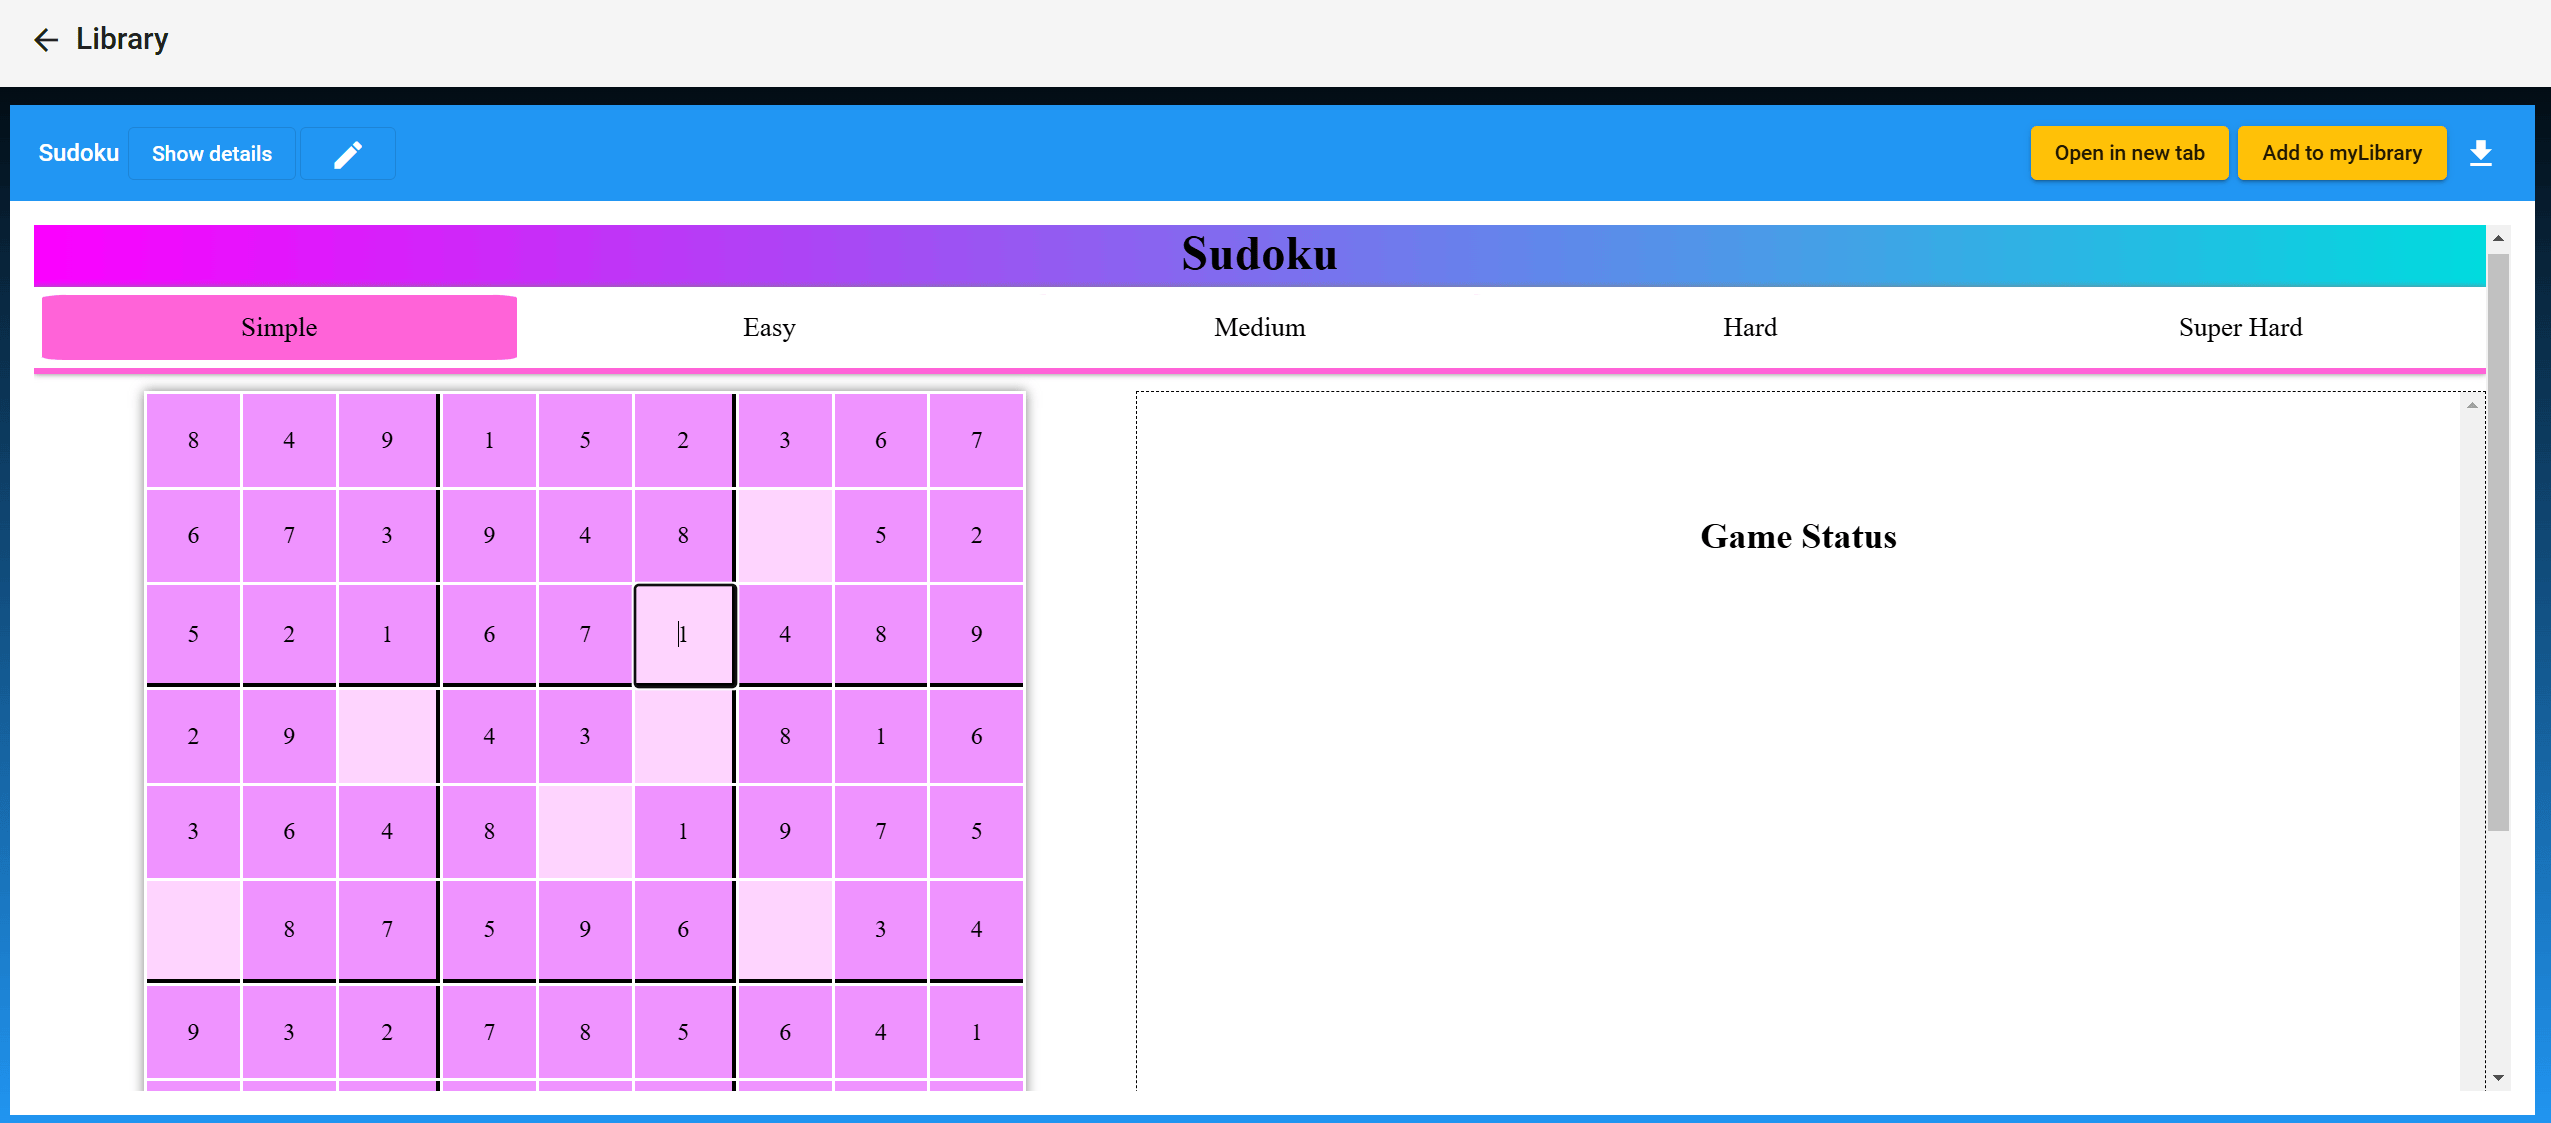 Library
Sudoku Show details Open in new tab Add to myLibrary
Sudoku
Simple Easy Medium Hard Super Hard
8 4 9 1 5 2 3 6 7
6 7 3 9 4 8 5 2
Game Status
5 2 1 6 7 1 4 8 9
2 9 4 3 8 1 6
3 6 4 8 1 9 7 5
8 7 5 9 6 3 4
9 3 2 7 8 5 6 4 1